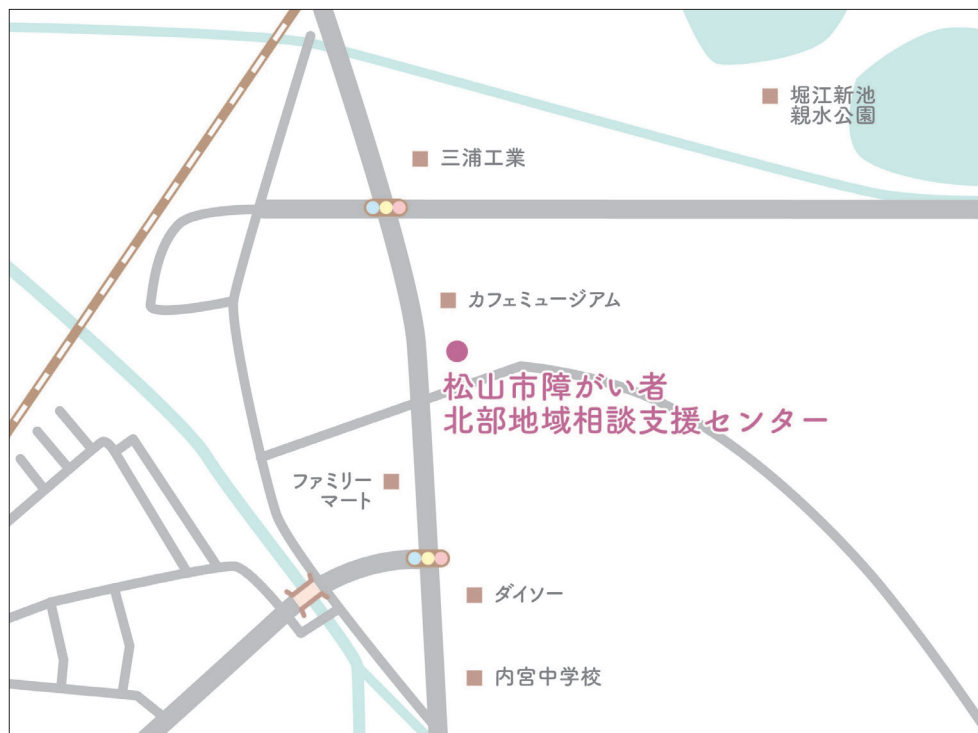 堀江新池
親水公園
三浦工業
カフェミュージアム
松山市障がい者
北部地域相談支援センター
ファミリー
マート
ダイソー
内宮中学校